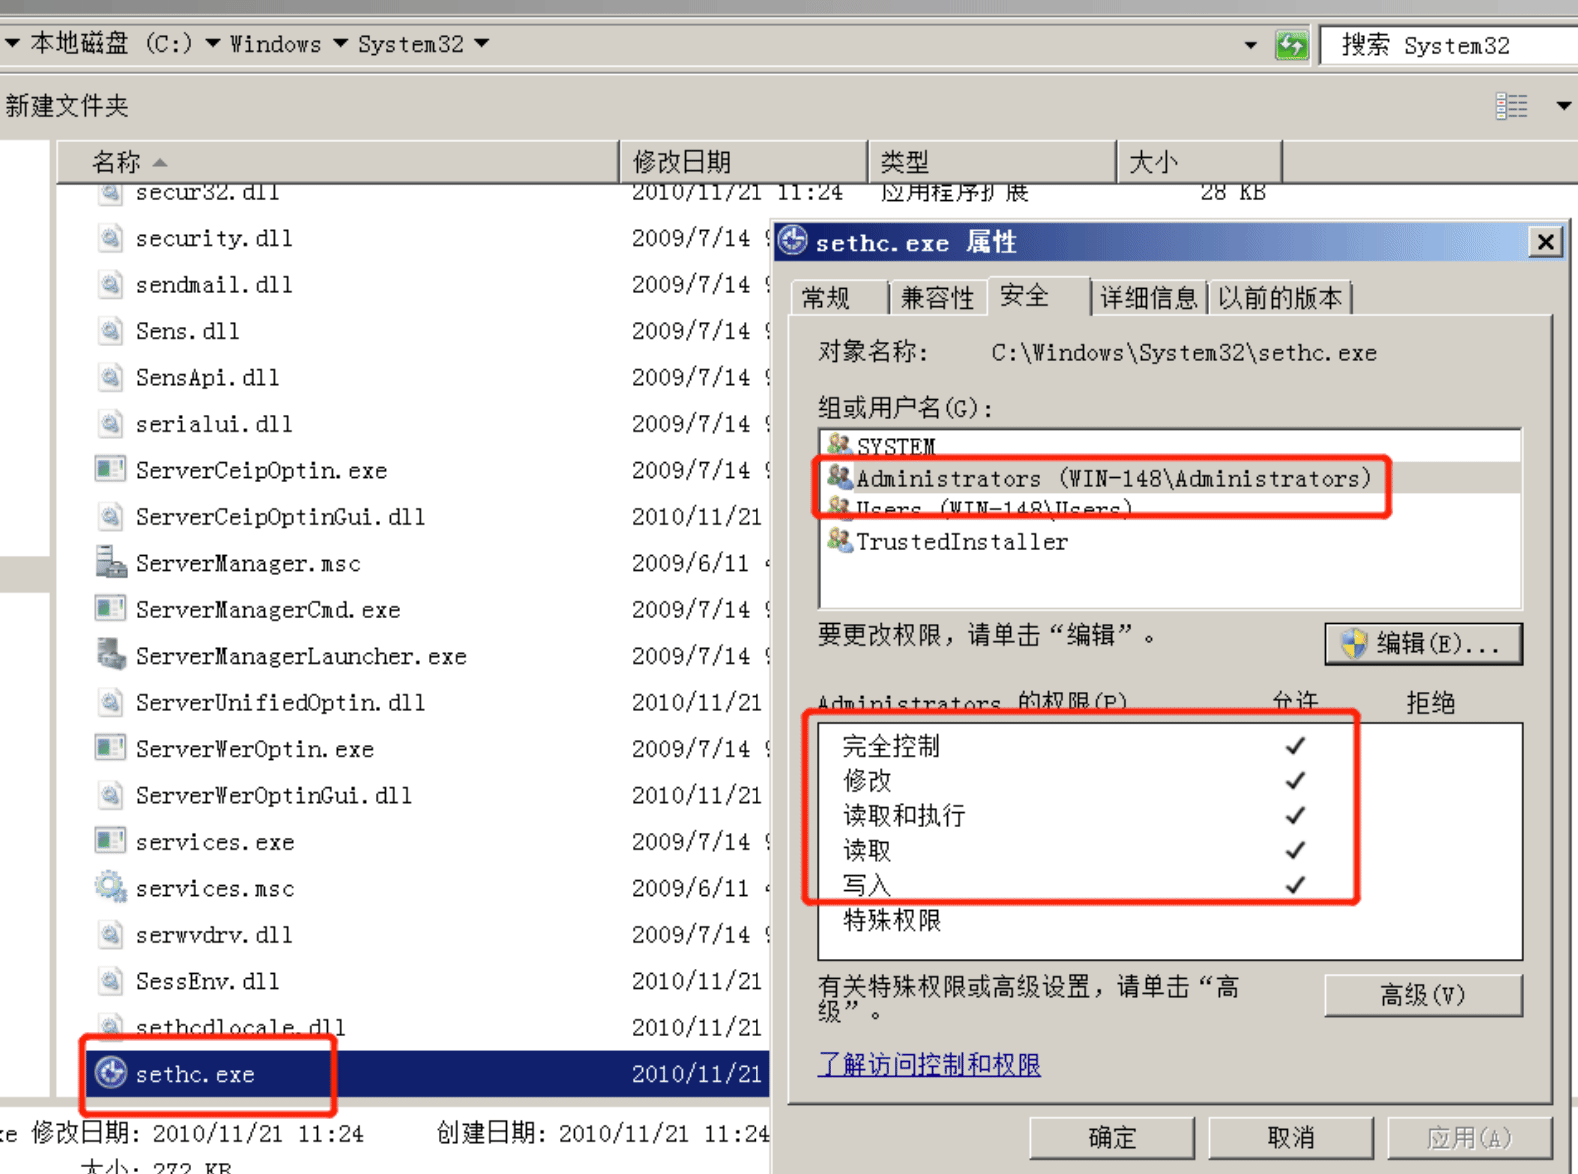 本地磁盘 (C:) Windows System32
搜索 System32
新建文件夹
名称 修改日期 类型 大小
secur32.dll 2010/11/21 11:24 应用程序扩展 28 KB
security.dll 2009/7/14
sendmail.dll 2009/7/14
Sens.dll 2009/7/14
SensApi.dll 2009/7/14
serialui.dll 2009/7/14
ServerCeipOptin.exe 2009/7/14
ServerCeipOptinGui.dll 2010/11/21
ServerManager.msc 2009/6/11
ServerManagerCmd.exe 2009/7/14
ServerManagerLauncher.exe 2009/7/14
ServerUnifiedOptin.dll 2010/11/21
ServerWerOptin.exe 2009/7/14
ServerWerOptinGui.dll 2010/11/21
services.exe 2009/7/14
services.msc 2009/6/11
serwvdrv.dll 2009/7/14
SessEnv.dll 2010/11/21
sethcdlocale.dll 2010/11/21
sethc.exe 2010/11/21
修改日期: 2010/11/21 11:24 创建日期: 2010/11/21 11:24
大小: 272 KB
sethc.exe 属性
常规 兼容性 安全 详细信息 以前的版本
对象名称: C:\Windows\System32\sethc.exe
组或用户名(G):
SYSTEM
Administrators (WIN-148\Administrators)
Users (WIN-148\Users)
TrustedInstaller
要更改权限，请单击“编辑”。
编辑(E)...
Administrators 的权限(P) 允许 拒绝
完全控制
修改
读取和执行
读取
写入
特殊权限
有关特殊权限或高级设置，请单击“高
级”。
高级(V)
了解访问控制和权限
确定 取消 应用(A)